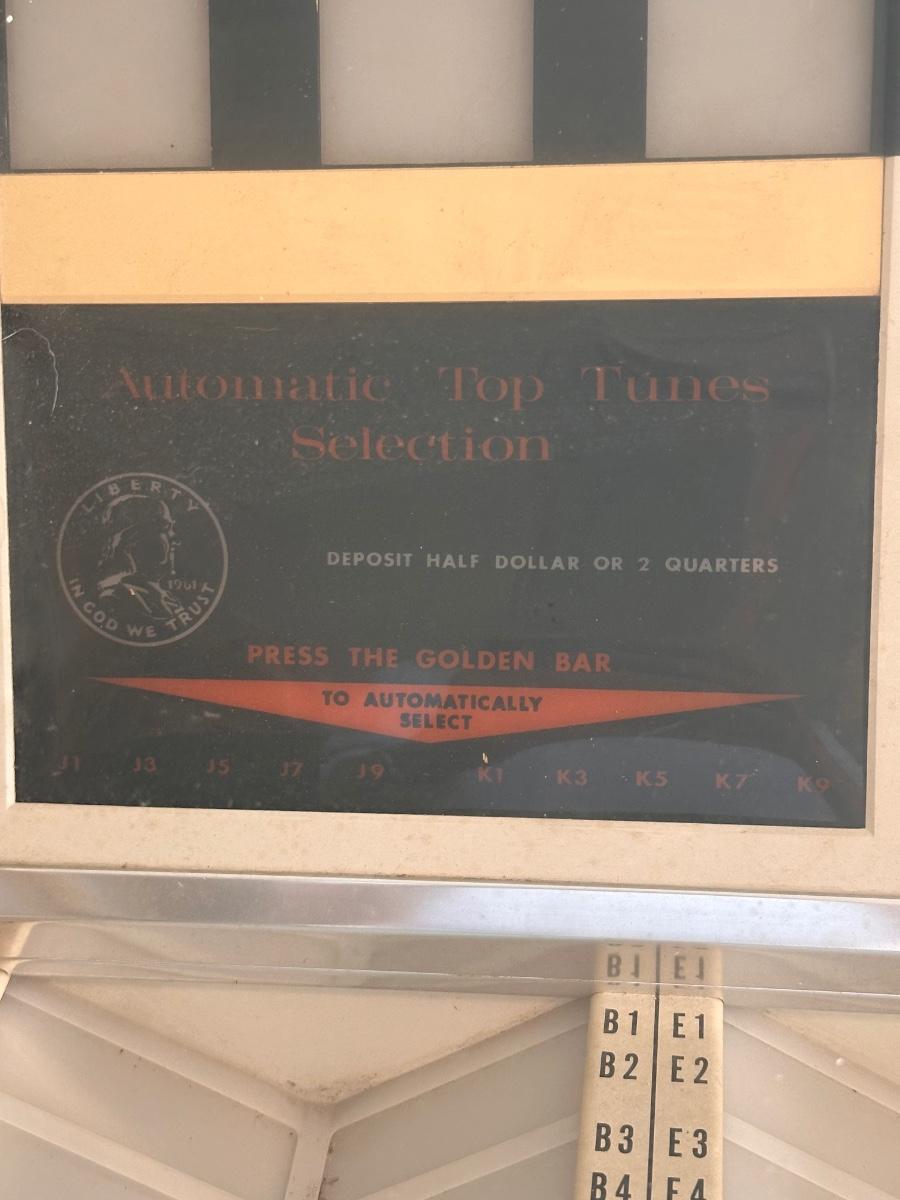 Automatic Top Tunes
Selection
LIBERTY
1961
IN GOD WE TRUST
DEPOSIT HALF DOLLAR OR 2 QUARTERS
PRESS THE GOLDEN BAR
TO AUTOMATICALLY
SELECT
J1 J3 J5 J7 J9 K1 K3 K5 K7 K9
B1 E1
B1 E1
B2 E2
B3 E3
B4 E4